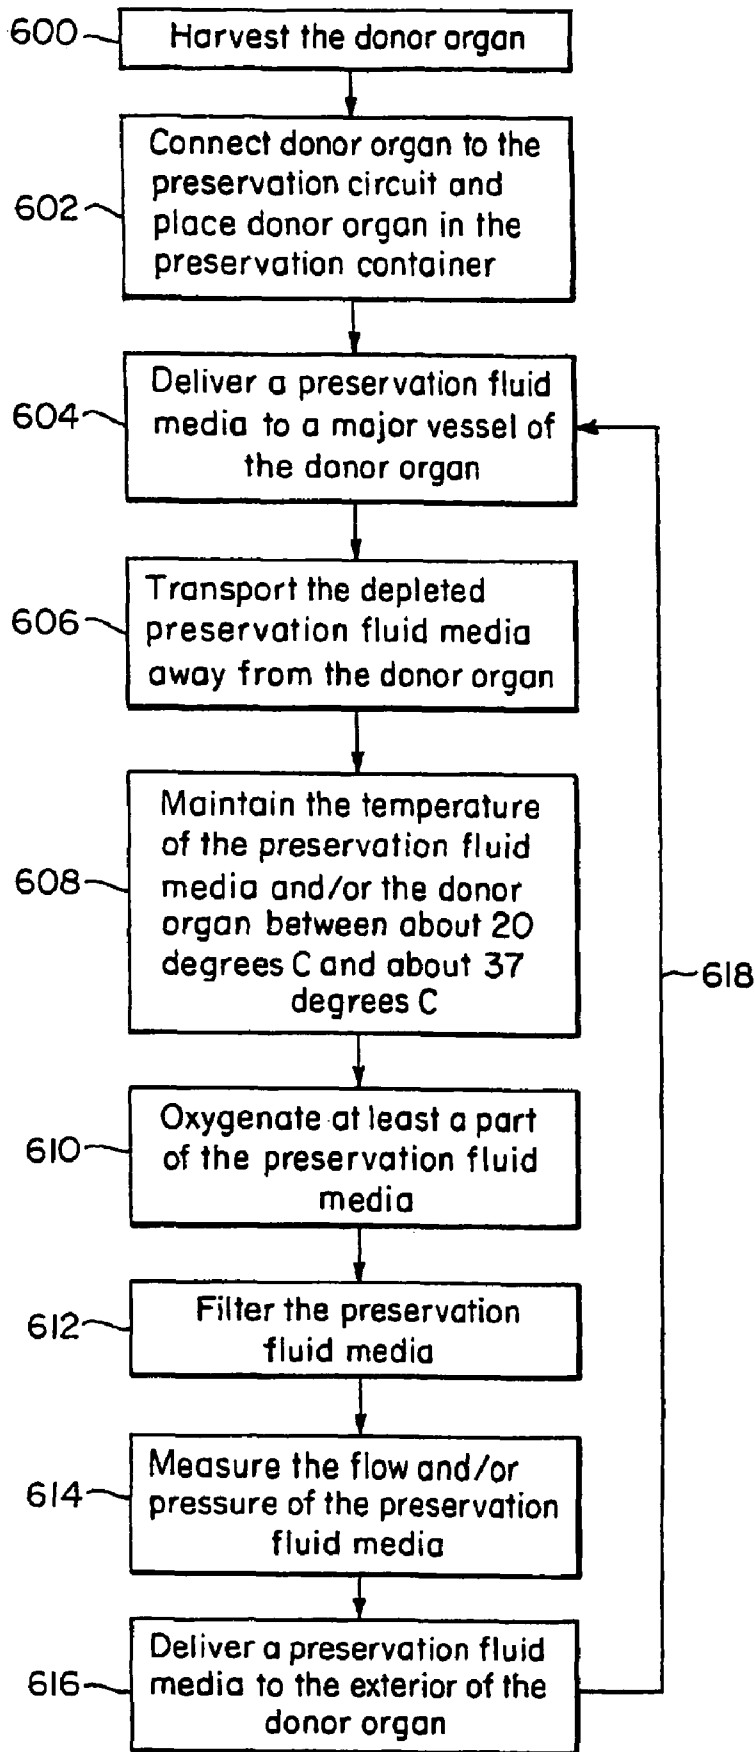 600
Harvest the donor organ
602
Connect donor organ to the
preservation circuit and
place donor organ in the
preservation container
604
Deliver a preservation fluid
media to a major vessel of
the donor organ
606
Transport the depleted
preservation fluid media
away from the donor organ
608
Maintain the temperature
of the preservation fluid
media and/or the donor
organ between about 20
degrees C and about 37
degrees C
618
610
Oxygenate at least a part
of the preservation fluid
media
612
Filter the preservation
fluid media
614
Measure the flow and/or
pressure of the preservation
fluid media
616
Deliver a preservation fluid
media to the exterior of the
donor organ